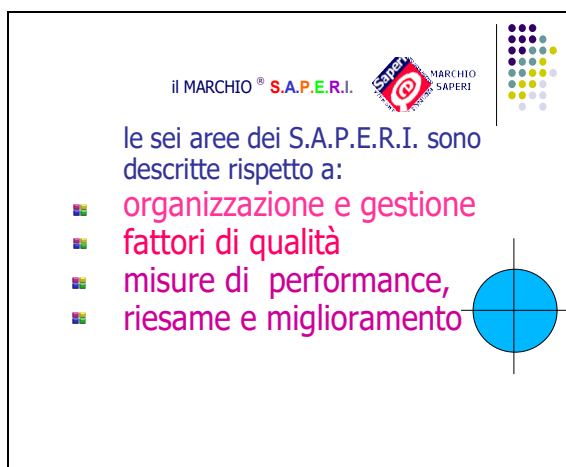 il MARCHIO ® S.A.P.E.R.I.
Saperi
MARCHIO
SAPERI
le sei aree dei S.A.P.E.R.I. sono
descritte rispetto a:
organizzazione e gestione
fattori di qualità
misure di performance,
riesame e miglioramento